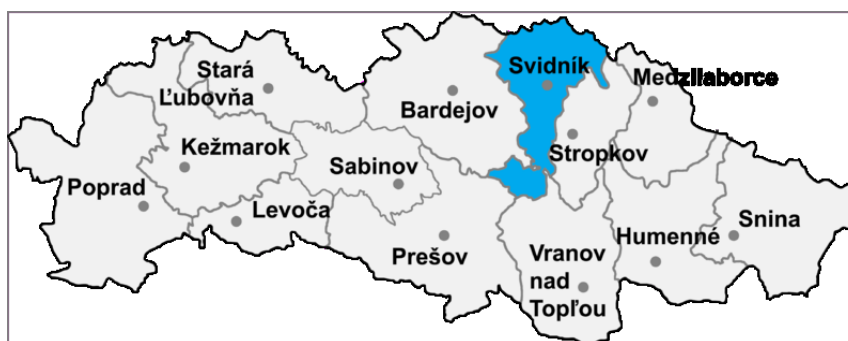 Stará
Ľubovňa
Svidník
Medzilaborce
Bardejov
Kežmarok
Stropkov
Sabinov
Poprad
Levoča
Snina
Humenné
Prešov
Vranov
nad
Topľou